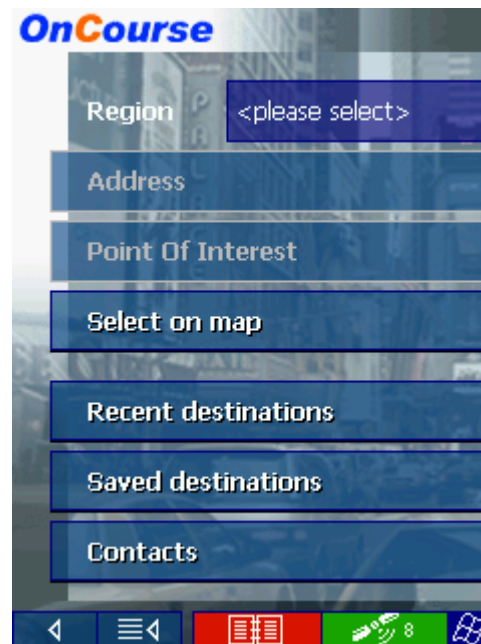 OnCourse
Region <please select>
Address
Point Of Interest
Select on map
Recent destinations
Saved destinations
Contacts
8